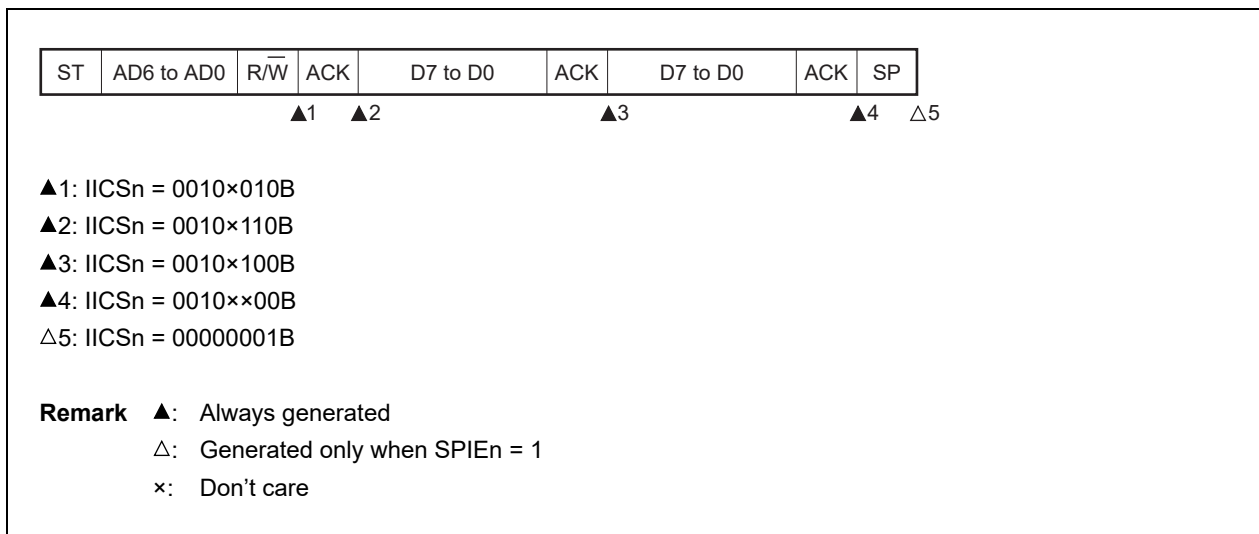 ST AD6 to AD0 R/W̅ ACK D7 to D0 ACK D7 to D0 ACK SP
▲1 ▲2 ▲3 ▲4 △5
▲1: IICSn = 0010×010B
▲2: IICSn = 0010×110B
▲3: IICSn = 0010×100B
▲4: IICSn = 0010××00B
△5: IICSn = 00000001B
Remark ▲: Always generated
△: Generated only when SPIEn = 1
×: Don't care